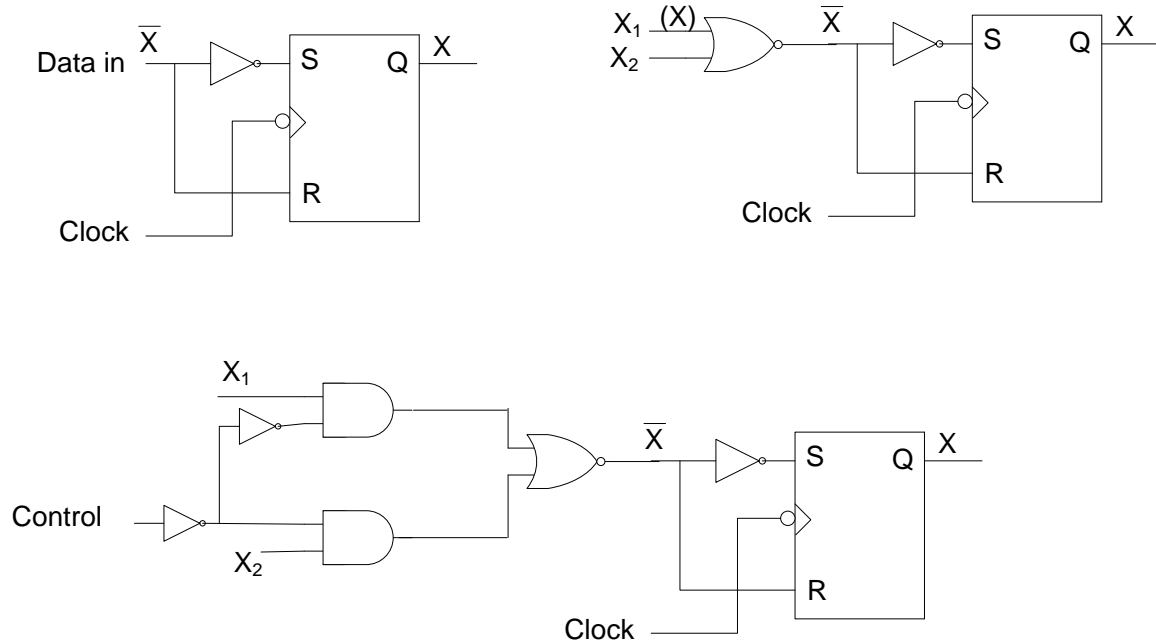 X̅
Data in
S
Q
X
R
Clock
X₁ (X)
X₂
X̅
S
Q
X
R
Clock
X₁
Control
X₂
X̅
S
Q
X
R
Clock